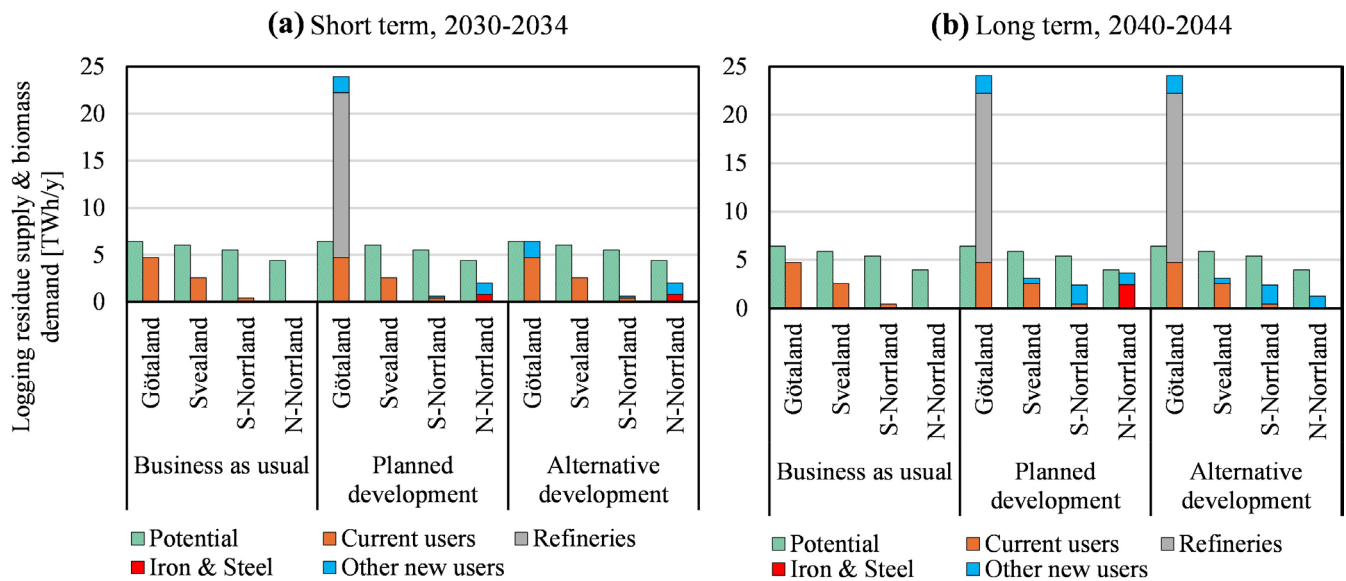 (a) Short term, 2030-2034
Logging residue supply & biomass
demand [TWh/y]
25
20
15
10
5
0
Götaland
Svealand
S-Norrland
N-Norrland
Götaland
Svealand
S-Norrland
N-Norrland
Götaland
Svealand
S-Norrland
N-Norrland
Business as usual
Planned
development
Alternative
development
Potential
Current users
Refineries
Iron & Steel
Other new users
(b) Long term, 2040-2044
25
20
15
10
5
0
Götaland
Svealand
S-Norrland
N-Norrland
Götaland
Svealand
S-Norrland
N-Norrland
Götaland
Svealand
S-Norrland
N-Norrland
Business as usual
Planned
development
Alternative
development
Potential
Current users
Refineries
Iron & Steel
Other new users